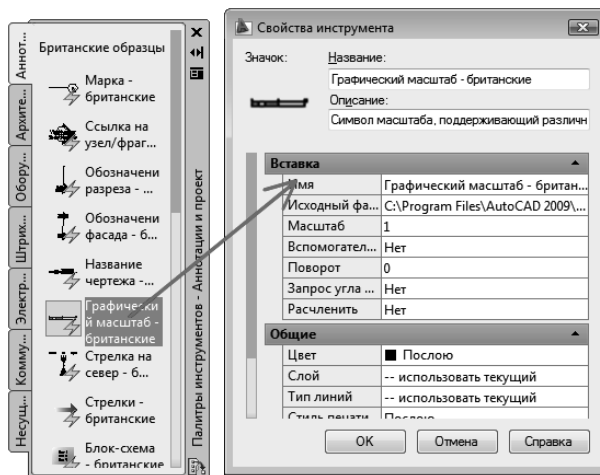 Британские образцы
Марка -
британские
Ссылка на
узел/фраг...
Обозначени
разреза - ...
Обозначени
фасада - б...
Название
чертежа -...
Графически
й масштаб -
британские
Стрелка на
север - б...
Стрелки -
британские
Блок-схема
- британские
Аннот...
Архите...
Обору...
Штрих...
Электр...
Комму...
Несущ...
Палитры инструментов - Аннотации и проект
Свойства инструмента
Значок:
Название:
Графический масштаб - британские
Описание:
Символ масштаба, поддерживающий различн
Вставка
Имя Графический масштаб - британ...
Исходный фа... C:\Program Files\AutoCAD 2009\...
Масштаб 1
Вспомогател... Нет
Поворот 0
Запрос угла ... Нет
Расчленить Нет
Общие
Цвет Послою
Слой -- использовать текущий
Тип линий -- использовать текущий
Стиль печати Послою
OK Отмена Справка